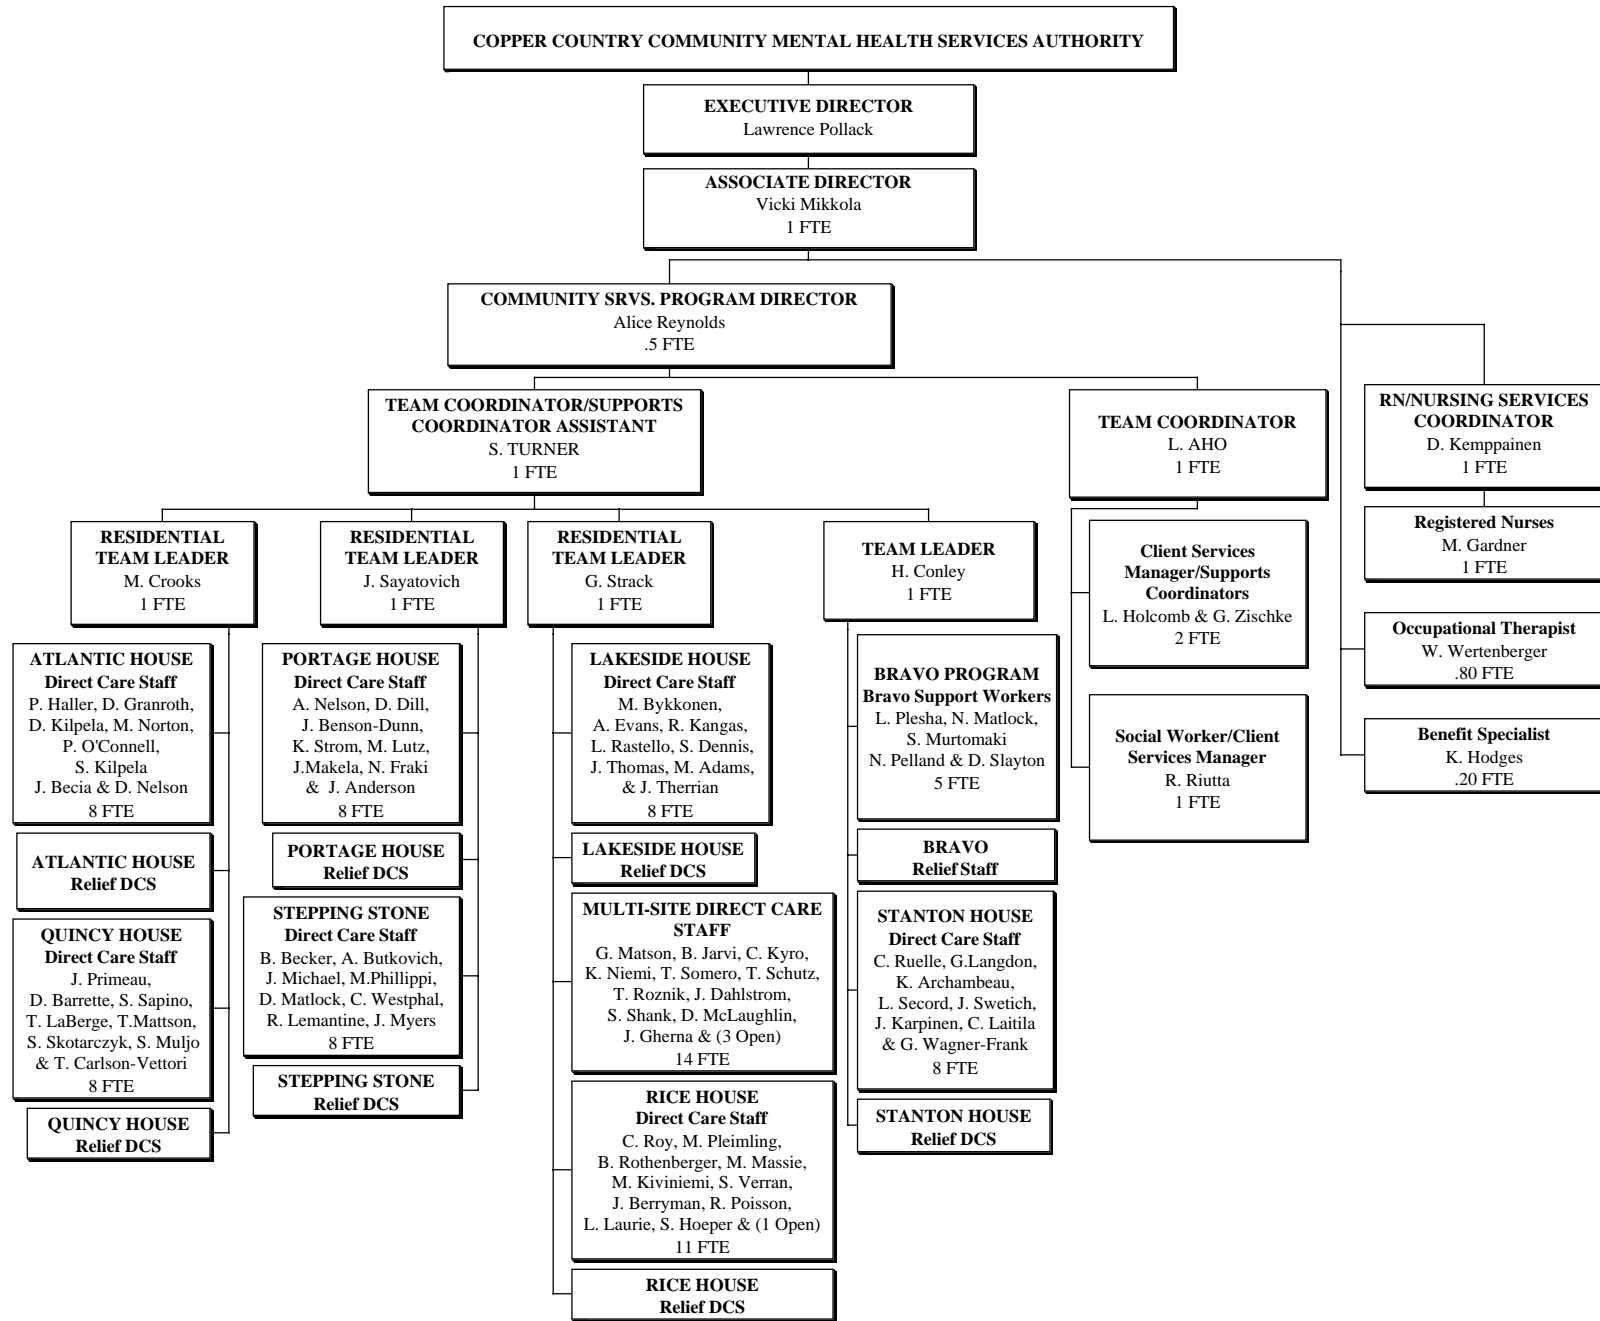 COPPER COUNTRY COMMUNITY MENTAL HEALTH SERVICES AUTHORITY
EXECUTIVE DIRECTOR
Lawrence Pollack
ASSOCIATE DIRECTOR
Vicki Mikkola
1 FTE
COMMUNITY SRVS. PROGRAM DIRECTOR
Alice Reynolds
.5 FTE
TEAM COORDINATOR/SUPPORTS
COORDINATOR ASSISTANT
S. TURNER
1 FTE
TEAM COORDINATOR
L. AHO
1 FTE
RN/NURSING SERVICES
COORDINATOR
D. Kemppainen
1 FTE
RESIDENTIAL
TEAM LEADER
M. Crooks
1 FTE
RESIDENTIAL
TEAM LEADER
J. Sayatovich
1 FTE
RESIDENTIAL
TEAM LEADER
G. Strack
1 FTE
TEAM LEADER
H. Conley
1 FTE
Client Services
Manager/Supports
Coordinators
L. Holcomb & G. Zischke
2 FTE
Registered Nurses
M. Gardner
1 FTE
Occupational Therapist
W. Wertenberger
.80 FTE
Social Worker/Client
Services Manager
R. Riutta
1 FTE
Benefit Specialist
K. Hodges
.20 FTE
ATLANTIC HOUSE
Direct Care Staff
P. Haller, D. Granroth,
D. Kilpela, M. Norton,
P. O'Connell,
S. Kilpela
J. Becia & D. Nelson
8 FTE
ATLANTIC HOUSE
Relief DCS
QUINCY HOUSE
Direct Care Staff
J. Primeau,
D. Barrette, S. Sapino,
T. LaBerge, T.Mattson,
S. Skotarczyk, S. Muljo
& T. Carlson-Vettori
8 FTE
QUINCY HOUSE
Relief DCS
PORTAGE HOUSE
Direct Care Staff
A. Nelson, D. Dill,
J. Benson-Dunn,
K. Strom, M. Lutz,
J.Makela, N. Fraki
& J. Anderson
8 FTE
PORTAGE HOUSE
Relief DCS
STEPPING STONE
Direct Care Staff
B. Becker, A. Butkovich,
J. Michael, M.Phillippi,
D. Matlock, C. Westphal,
R. Lemantine, J. Myers
8 FTE
STEPPING STONE
Relief DCS
LAKESIDE HOUSE
Direct Care Staff
M. Bykkonen,
A. Evans, R. Kangas,
L. Rastello, S. Dennis,
J. Thomas, M. Adams,
& J. Therrian
8 FTE
LAKESIDE HOUSE
Relief DCS
MULTI-SITE DIRECT CARE
STAFF
G. Matson, B. Jarvi, C. Kyro,
K. Niemi, T. Somero, T. Schutz,
T. Roznik, J. Dahlstrom,
S. Shank, D. McLaughlin,
J. Gherna & (3 Open)
14 FTE
RICE HOUSE
Direct Care Staff
C. Roy, M. Pleimling,
B. Rothenberger, M. Massie,
M. Kiviniemi, S. Verran,
J. Berryman, R. Poisson,
L. Laurie, S. Hoeper & (1 Open)
11 FTE
RICE HOUSE
Relief DCS
BRAVO PROGRAM
Bravo Support Workers
L. Plesha, N. Matlock,
S. Murtomaki
N. Pelland & D. Slayton
5 FTE
BRAVO
Relief Staff
STANTON HOUSE
Direct Care Staff
C. Ruelle, G.Langdon,
K. Archambeau,
L. Secord, J. Swetich,
J. Karpinen, C. Laitila
& G. Wagner-Frank
8 FTE
STANTON HOUSE
Relief DCS